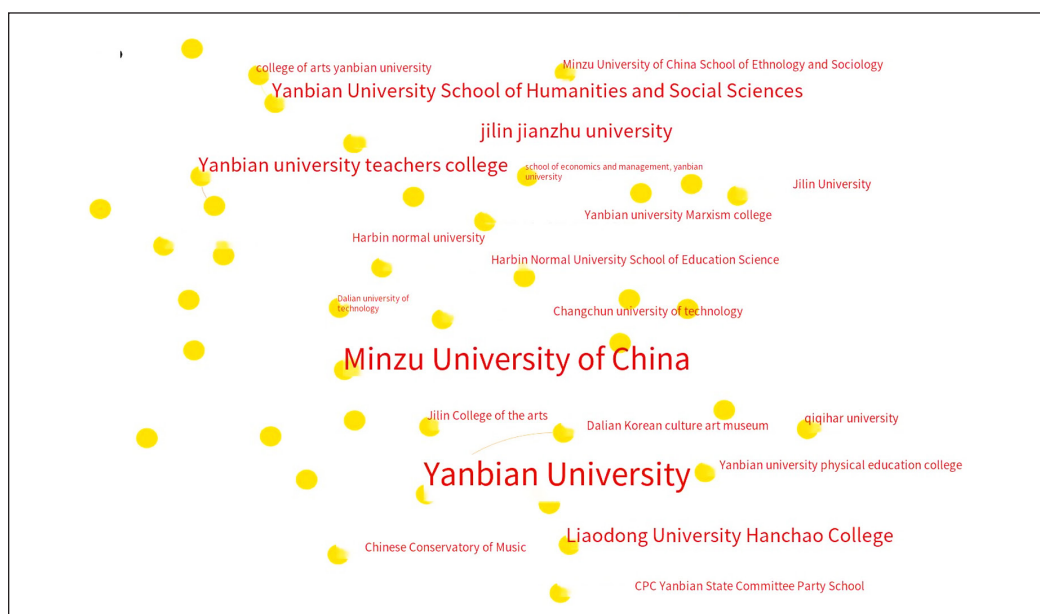 Minzu University of China School of Ethnology and Sociology
college of arts yanbian university
Yanbian University School of Humanities and Social Sciences
jilin jianzhu university
Yanbian university teachers college
school of economics and management, yanbian
university
Jilin University
Yanbian university Marxism college
Harbin normal university
Harbin Normal University School of Education Science
Dalian university of
technology
Changchun university of technology
Minzu University of China
Jilin College of the arts
Dalian Korean culture art museum
qiqihar university
Yanbian University
Yanbian university physical education college
Liaodong University Hanchao College
Chinese Conservatory of Music
CPC Yanbian State Committee Party School